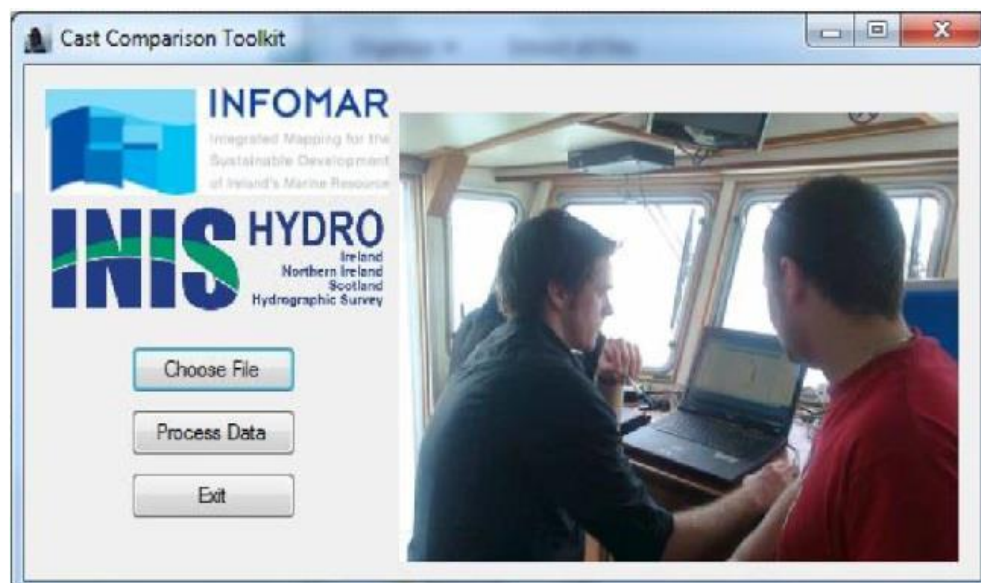 Cast Comparison Toolkit
INFOMAR
Integrated Mapping for the
Sustainable Development
of Ireland's Marine Resource
INIS HYDRO
Ireland
Northern Ireland
Scotland
Hydrographic Survey
Choose File
Process Data
Exit